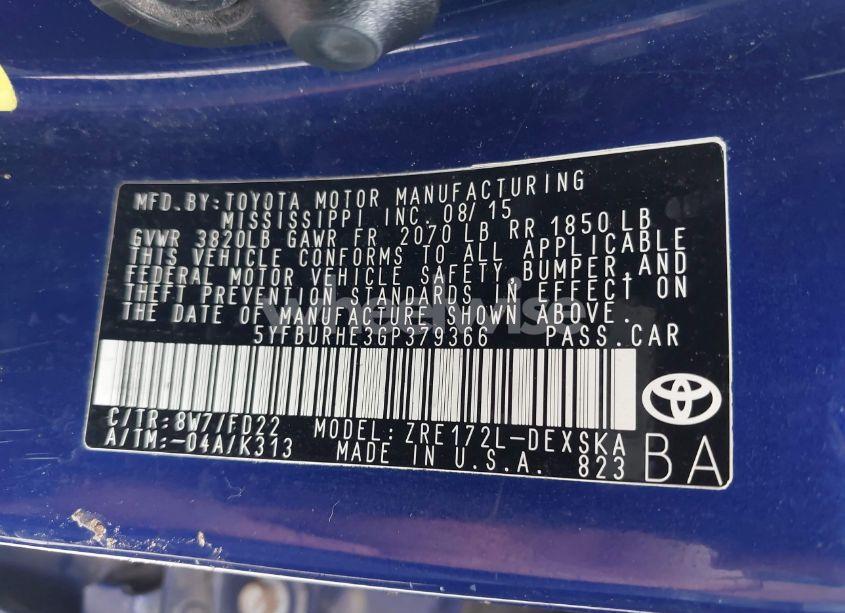 MFD.BY:TOYOTA MOTOR MANUFACTURING
MISSISSIPPI INC. 08/15
GVWR 3820LB GAWR FR 2070 LB RR 1850 LB
THIS VEHICLE CONFORMS TO ALL APPLICABLE
FEDERAL MOTOR VEHICLE SAFETY, BUMPER, AND
THEFT PREVENTION STANDARDS IN EFFECT ON
THE DATE OF MANUFACTURE SHOWN ABOVE.
5YFBURHE3GP379366 PASS.CAR
C/TR:8W7/FD22 MODEL:ZRE172L-DEXSKA
A/TM:-04A/K313 MADE IN U.S.A. 823 BA